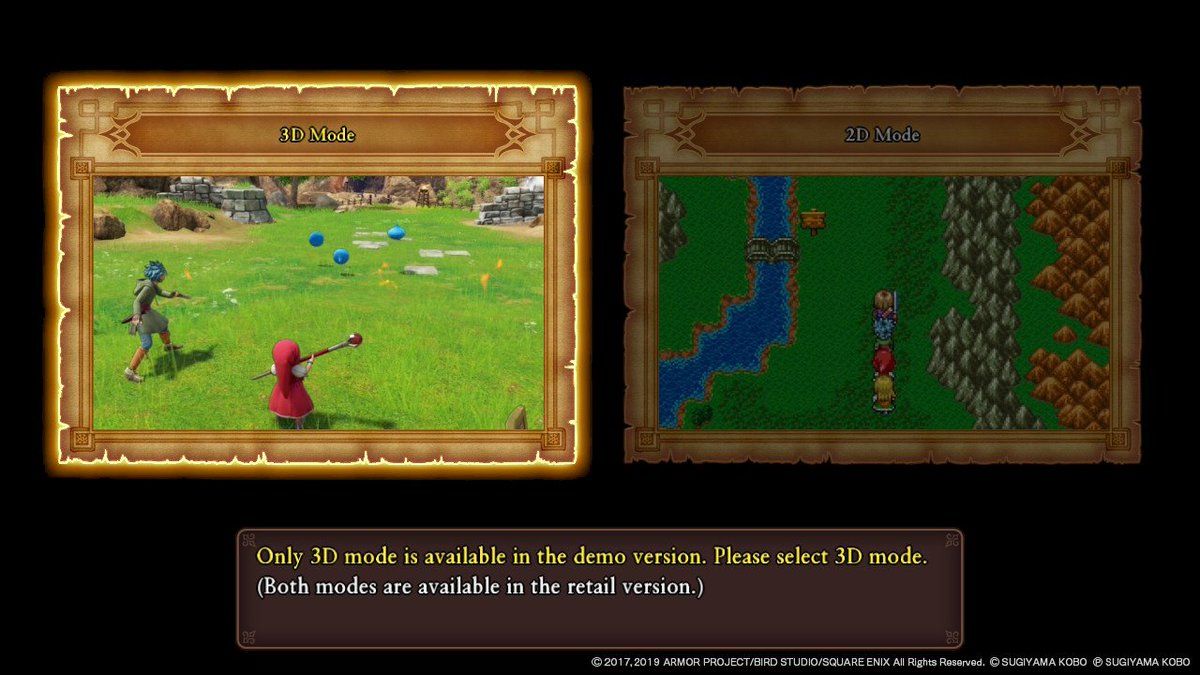 3D Mode
2D Mode
Only 3D mode is available in the demo version. Please select 3D mode.
(Both modes are available in the retail version.)
©2017, 2019 ARMOR PROJECT/BIRD STUDIO/SQUARE ENIX All Rights Reserved. ©SUGIYAMA KOBO ℗ SUGIYAMA KOBO